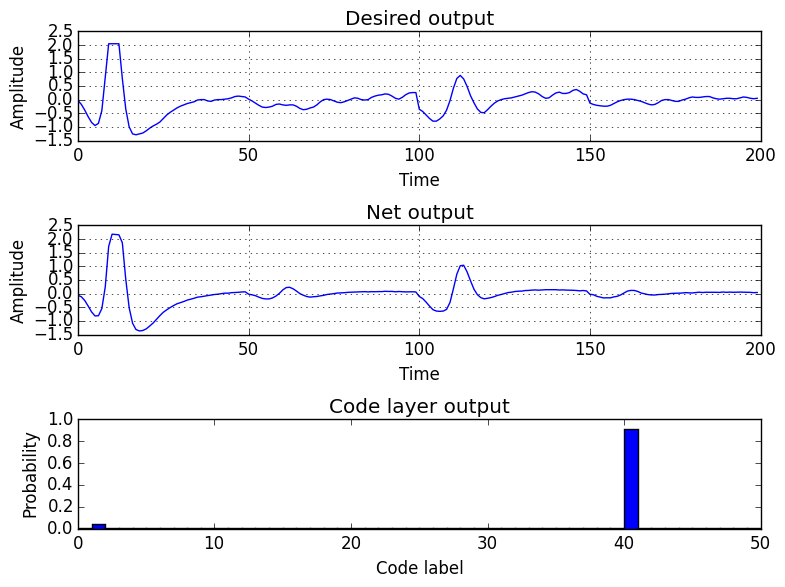 Desired output
2.5
2.0
1.5
1.0
0.5
0.0
−0.5
−1.0
−1.5
Amplitude
0 50 100 150 200
Time
Net output
2.5
2.0
1.5
1.0
0.5
0.0
−0.5
−1.0
−1.5
Amplitude
0 50 100 150 200
Time
Code layer output
1.0
0.8
0.6
0.4
0.2
0.0
Probability
0 10 20 30 40 50
Code label